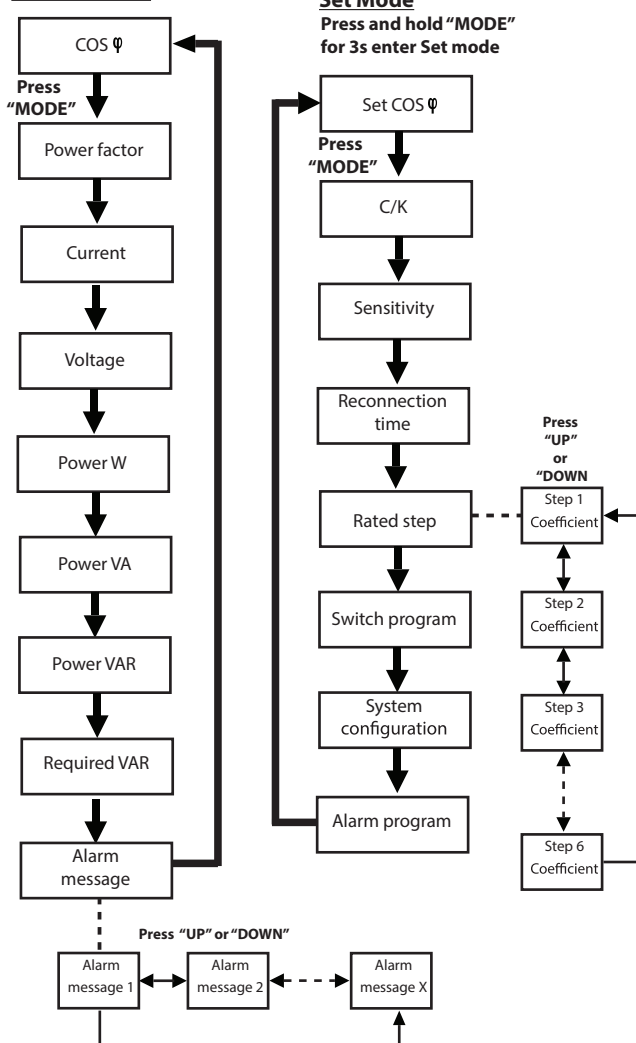 COS φ
Press
“MODE”
Power factor
Current
Voltage
Power W
Power VA
Power VAR
Required VAR
Alarm
message
Press “UP” or “DOWN”
Alarm
message 1
Alarm
message 2
Alarm
message X
Set Mode
Press and hold “MODE”
for 3s enter Set mode
Set COS φ
Press
“MODE”
C/K
Sensitivity
Reconnection
time
Rated step
Switch program
System
configuration
Alarm program
Press
“UP”
or
“DOWN
Step 1
Coefficient
Step 2
Coefficient
Step 3
Coefficient
Step 6
Coefficient